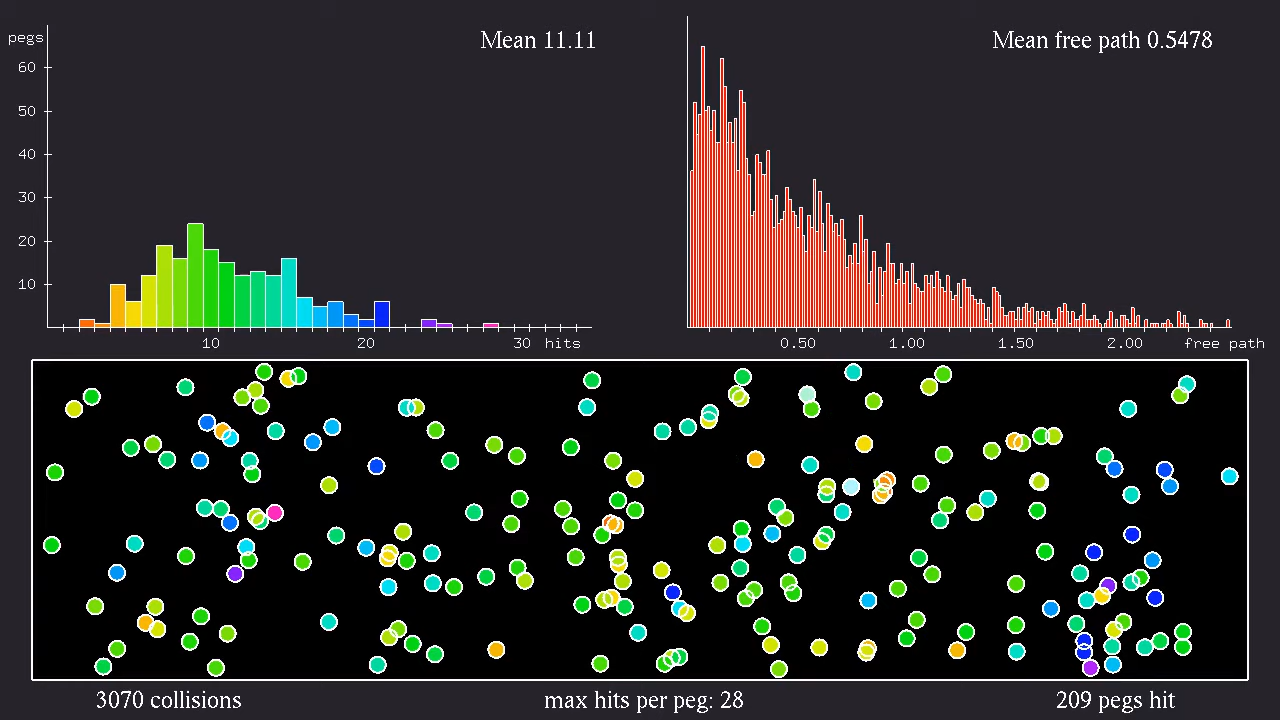 pegs
Mean 11.11
60
50
40
30
20
10
10 20 30 hits
Mean free path 0.5478
0.50 1.00 1.50 2.00 free path
3070 collisions
max hits per peg: 28
209 pegs hit